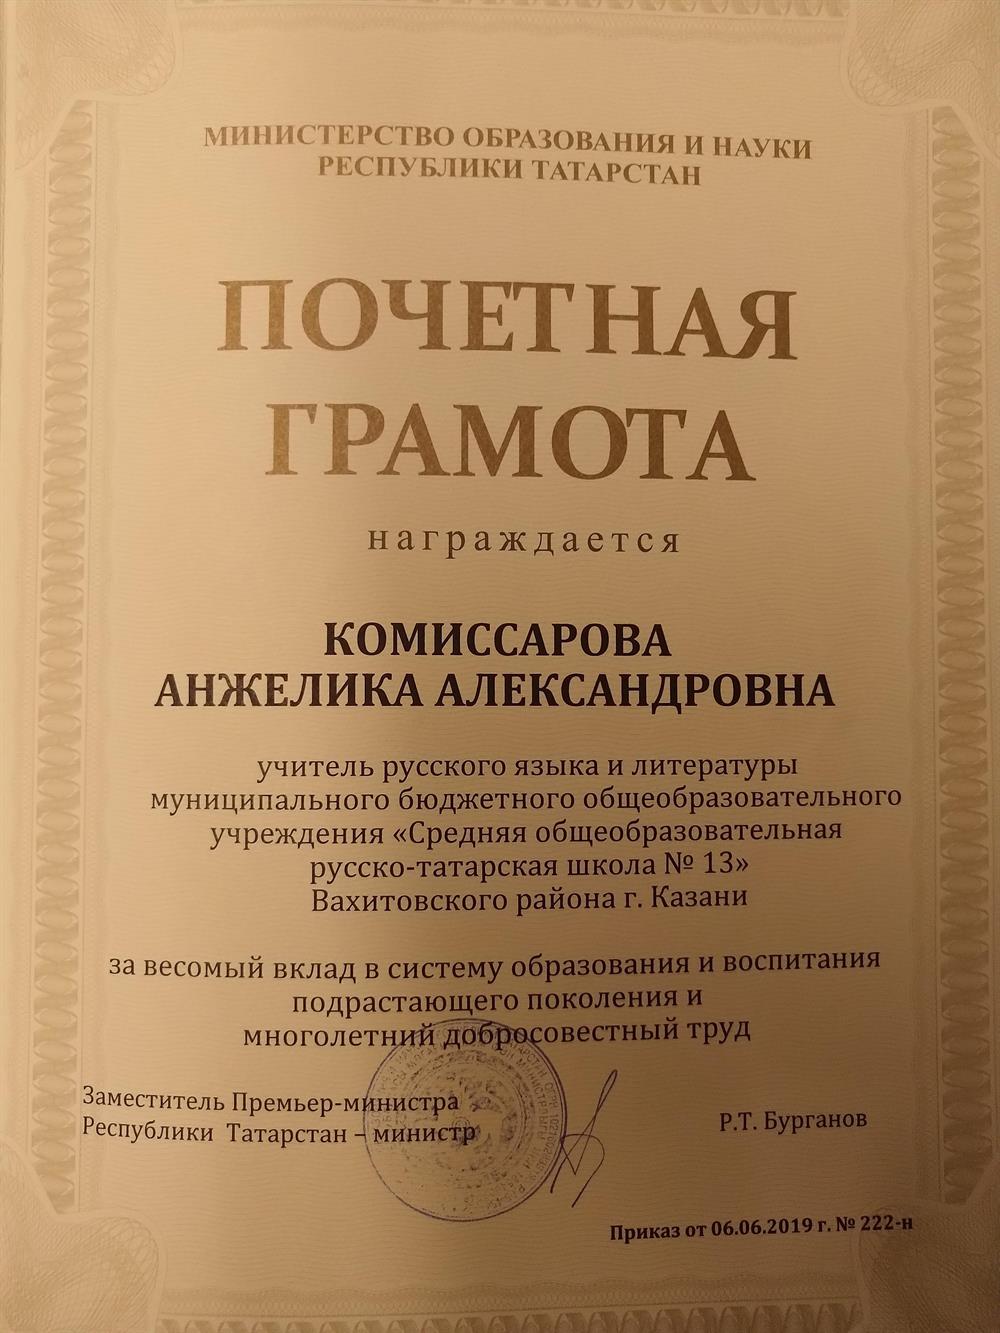 МИНИСТЕРСТВО ОБРАЗОВАНИЯ И НАУКИ
РЕСПУБЛИКИ ТАТАРСТАН
ПОЧЕТНАЯ
ГРАМОТА
награждается
КОМИССАРОВА
АНЖЕЛИКА АЛЕКСАНДРОВНА
учитель русского языка и литературы
муниципального бюджетного общеобразовательного
учреждения «Средняя общеобразовательная
русско-татарская школа № 13»
Вахитовского района г. Казани
за весомый вклад в систему образования и воспитания
подрастающего поколения и
многолетний добросовестный труд
Заместитель Премьер-министра
Республики Татарстан – министр
Р.Т. Бурганов
Приказ от 06.06.2019 г. № 222-н